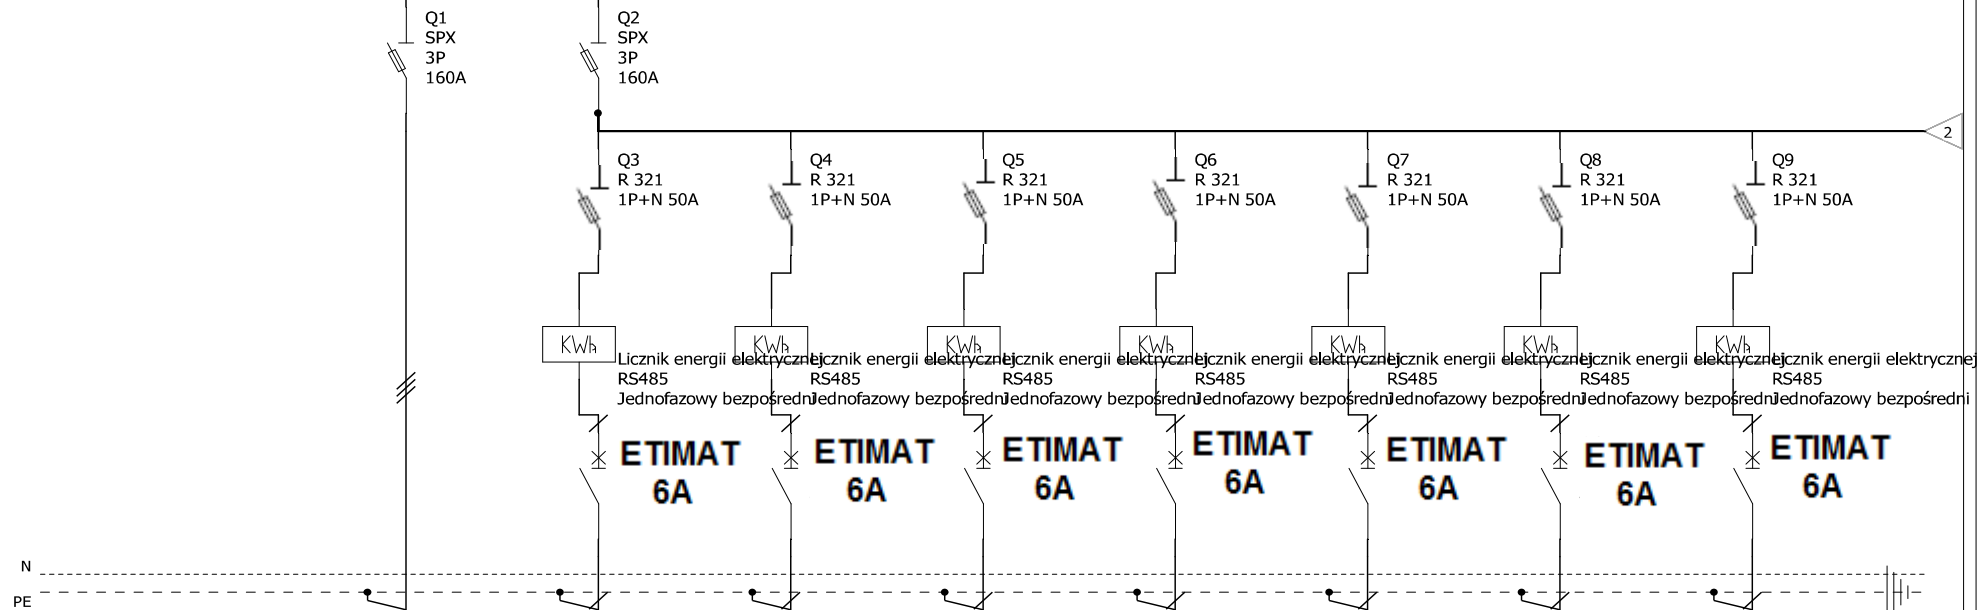 Q1
SPX
3P
160A
Q2
SPX
3P
160A
2
Q3
R 321
1P+N 50A
Q4
R 321
1P+N 50A
Q5
R 321
1P+N 50A
Q6
R 321
1P+N 50A
Q7
R 321
1P+N 50A
Q8
R 321
1P+N 50A
Q9
R 321
1P+N 50A
KWh
Licznik energii elektrycznej
RS485
Jednofazowy bezpośredni
KWh
Licznik energii elektrycznej
RS485
Jednofazowy bezpośredni
KWh
Licznik energii elektrycznej
RS485
Jednofazowy bezpośredni
KWh
Licznik energii elektrycznej
RS485
Jednofazowy bezpośredni
KWh
Licznik energii elektrycznej
RS485
Jednofazowy bezpośredni
KWh
Licznik energii elektrycznej
RS485
Jednofazowy bezpośredni
KWh
Licznik energii elektrycznej
RS485
Jednofazowy bezpośredni
ETIMAT
6A
ETIMAT
6A
ETIMAT
6A
ETIMAT
6A
ETIMAT
6A
ETIMAT
6A
ETIMAT
6A
N
PE